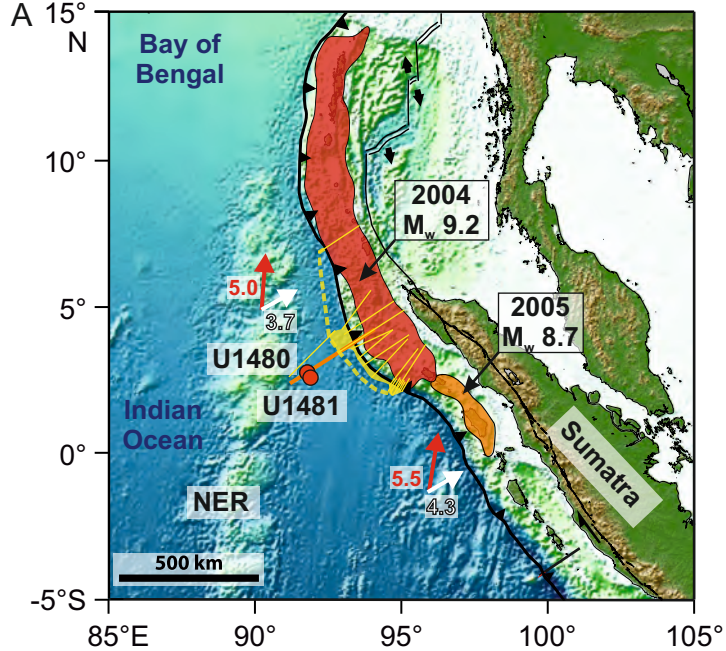 A
15°
N
Bay of
Bengal
10°
2004
Mw 9.2
5.0
3.7
5°
2005
Mw 8.7
U1480
U1481
Indian
Ocean
0°
Sumatra
5.5
4.3
NER
500 km
-5°S
85°E
90°
95°
100°
105°